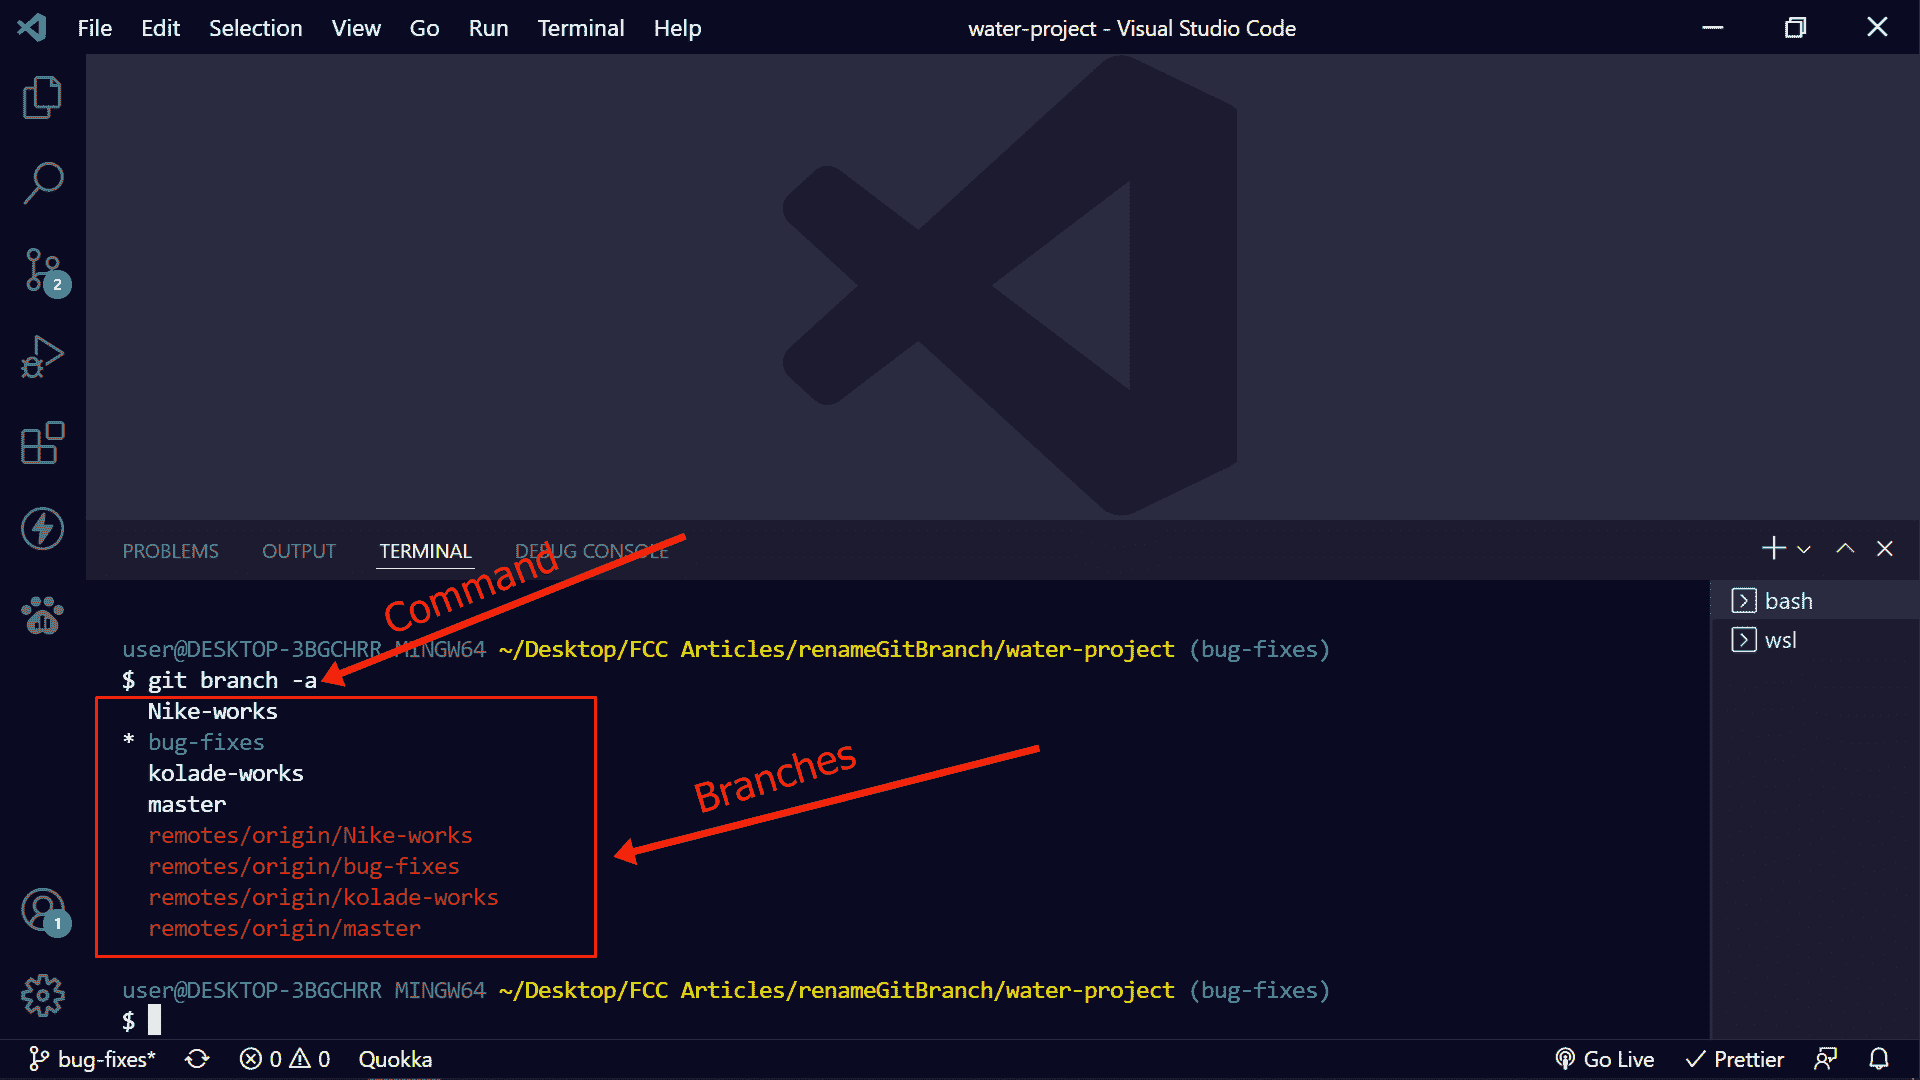 File Edit Selection View Go Run Terminal Help water-project - Visual Studio Code
2
PROBLEMS OUTPUT TERMINAL DEBUG CONSOLE
Command
bash
wsl
user@DESKTOP-3BGCHRR MINGW64 ~/Desktop/FCC Articles/renameGitBranch/water-project (bug-fixes)
$ git branch -a
Nike-works
* bug-fixes
kolade-works
master
remotes/origin/Nike-works
remotes/origin/bug-fixes
remotes/origin/kolade-works
remotes/origin/master
Branches
1
user@DESKTOP-3BGCHRR MINGW64 ~/Desktop/FCC Articles/renameGitBranch/water-project (bug-fixes)
$
bug-fixes* 0 0 Quokka Go Live Prettier